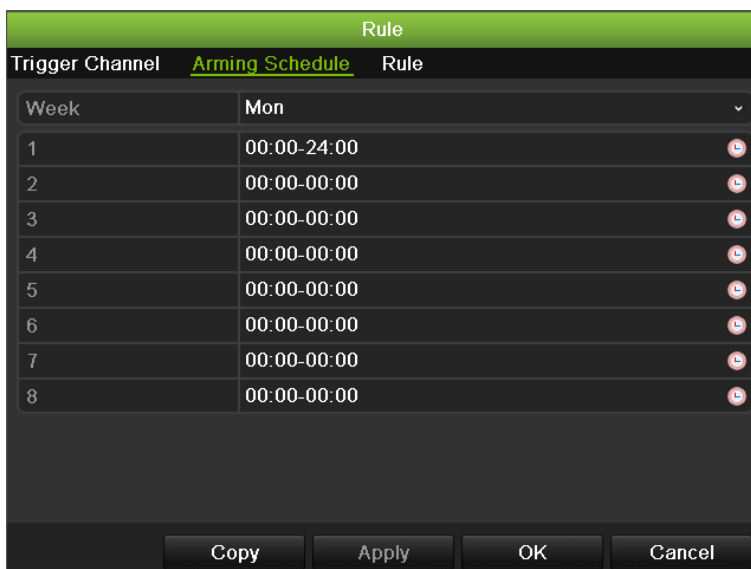 Rule
Trigger Channel Arming Schedule Rule
Week Mon
1 00:00-24:00
2 00:00-00:00
3 00:00-00:00
4 00:00-00:00
5 00:00-00:00
6 00:00-00:00
7 00:00-00:00
8 00:00-00:00
Copy Apply OK Cancel